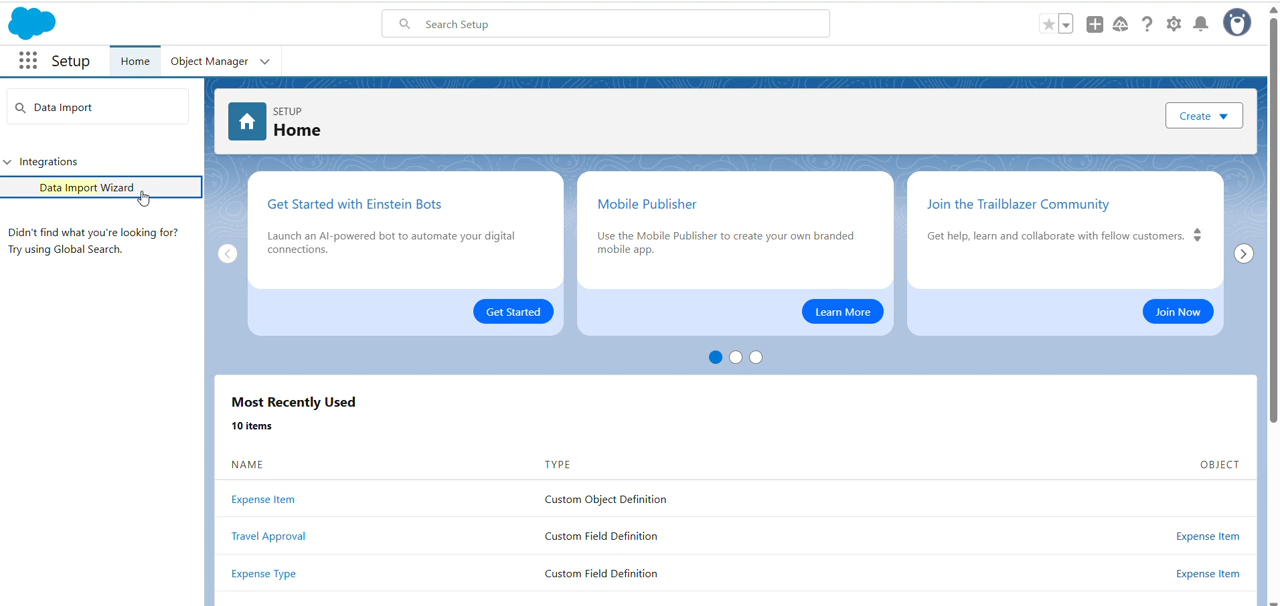 Search Setup
Setup
Home
Object Manager
Data Import
Integrations
Data Import Wizard
Didn't find what you're looking for?
Try using Global Search.
SETUP
Home
Create
Get Started with Einstein Bots
Launch an AI-powered bot to automate your digital
connections.
Get Started
Mobile Publisher
Use the Mobile Publisher to create your own branded
mobile app.
Learn More
Join the Trailblazer Community
Get help, learn and collaborate with fellow customers.
Join Now
Most Recently Used
10 items
NAME TYPE OBJECT
Expense Item Custom Object Definition
Travel Approval Custom Field Definition Expense Item
Expense Type Custom Field Definition Expense Item